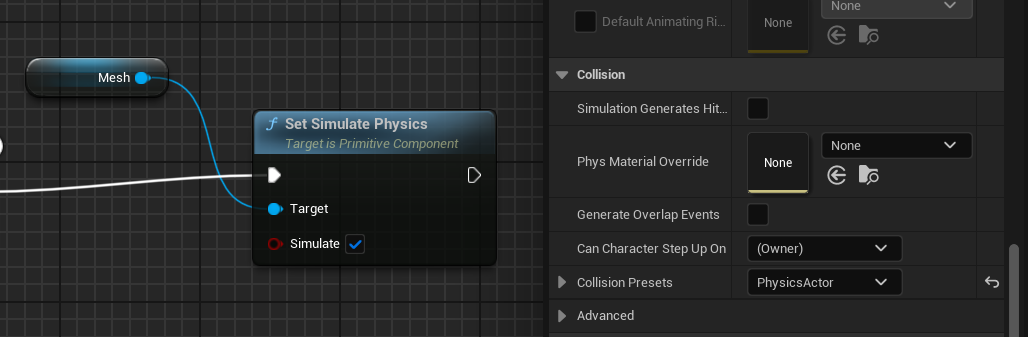 Mesh
Set Simulate Physics
Target is Primitive Component
Target
Simulate
Default Animating Ri...
None
None
Collision
Simulation Generates Hit...
Phys Material Override
None
None
Generate Overlap Events
Can Character Step Up On
(Owner)
Collision Presets
PhysicsActor
Advanced